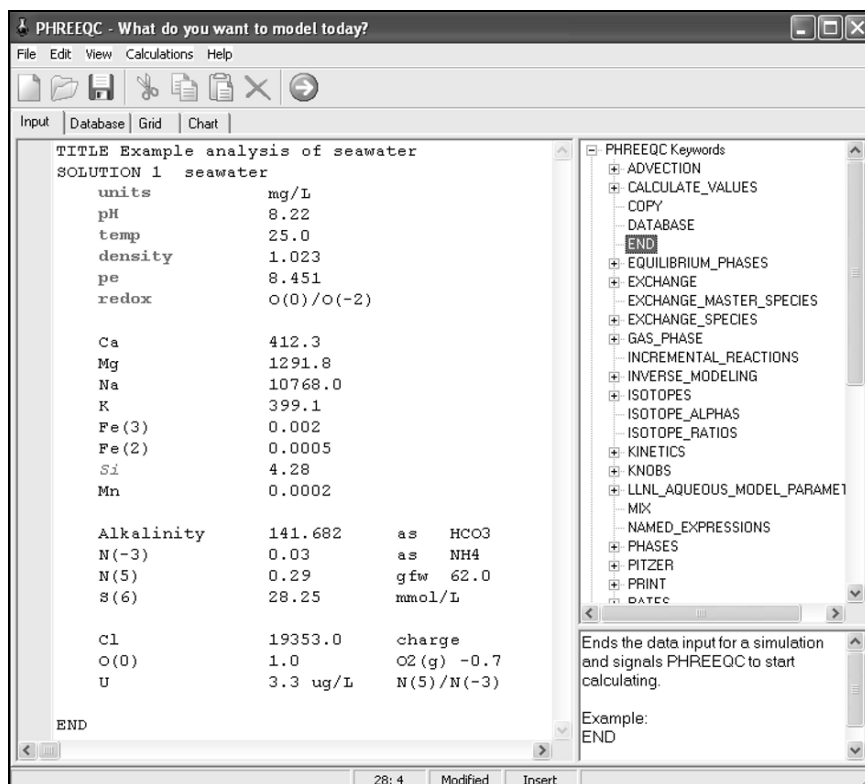 PHREEQC - What do you want to model today?
File Edit View Calculations Help
Input Database Grid Chart
TITLE Example analysis of seawater
SOLUTION 1 seawater
units mg/L
pH 8.22
temp 25.0
density 1.023
pe 8.451
redox O(0)/O(-2)
Ca 412.3
Mg 1291.8
Na 10768.0
K 399.1
Fe(3) 0.002
Fe(2) 0.0005
Si 4.28
Mn 0.0002
Alkalinity 141.682 as HCO3
N(-3) 0.03 as NH4
N(5) 0.29 gfw 62.0
S(6) 28.25 mmol/L
Cl 19353.0 charge
O(0) 1.0 O2(g) -0.7
U 3.3 ug/L N(5)/N(-3)
END
PHREEQC Keywords
ADVECTION
CALCULATE_VALUES
COPY
DATABASE
END
EQUILIBRIUM_PHASES
EXCHANGE
EXCHANGE_MASTER_SPECIES
EXCHANGE_SPECIES
GAS_PHASE
INCREMENTAL_REACTIONS
INVERSE_MODELING
ISOTOPES
ISOTOPE_ALPHAS
ISOTOPE_RATIOS
KINETICS
KNOBS
LLNL_AQUEOUS_MODEL_PARAMET
MIX
NAMED_EXPRESSIONS
PHASES
PITZER
PRINT
RATES
Ends the data input for a simulation
and signals PHREEQC to start
calculating.
Example:
END
28: 4 Modified Insert